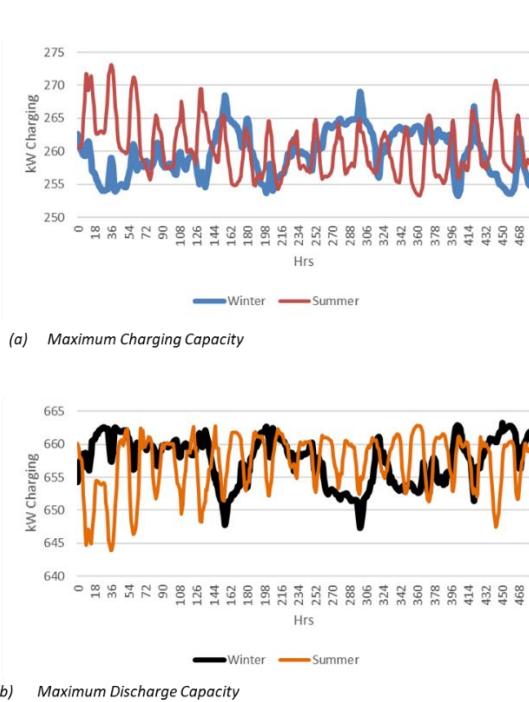 275
270
265
260
255
250
kW Charging
0 18 36 54 72 90 108 126 144 162 180 198 216 234 252 270 288 306 324 342 360 378 396 414 432 450 468
Hrs
Winter Summer
(a) Maximum Charging Capacity
665
660
655
650
645
640
kW Charging
0 18 36 54 72 90 108 126 144 162 180 198 216 234 252 270 288 306 324 342 360 378 396 414 432 450 468
Hrs
Winter Summer
b) Maximum Discharge Capacity